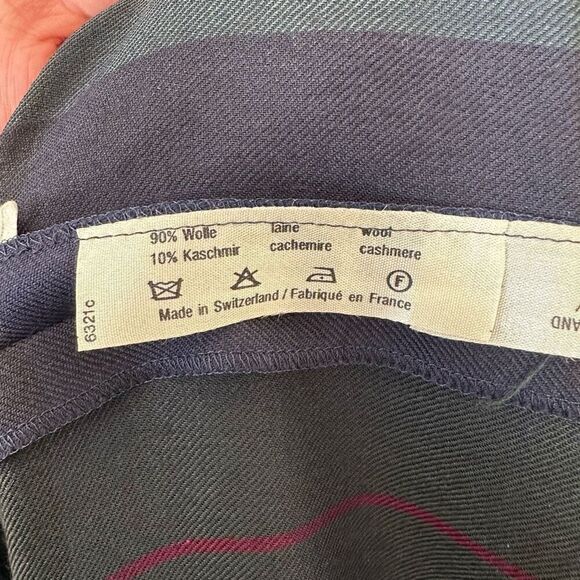 90% Wolle laine wool
10% Kaschmir cachemire cashmere
F
Made in Switzerland / Fabriqué en France
6321c